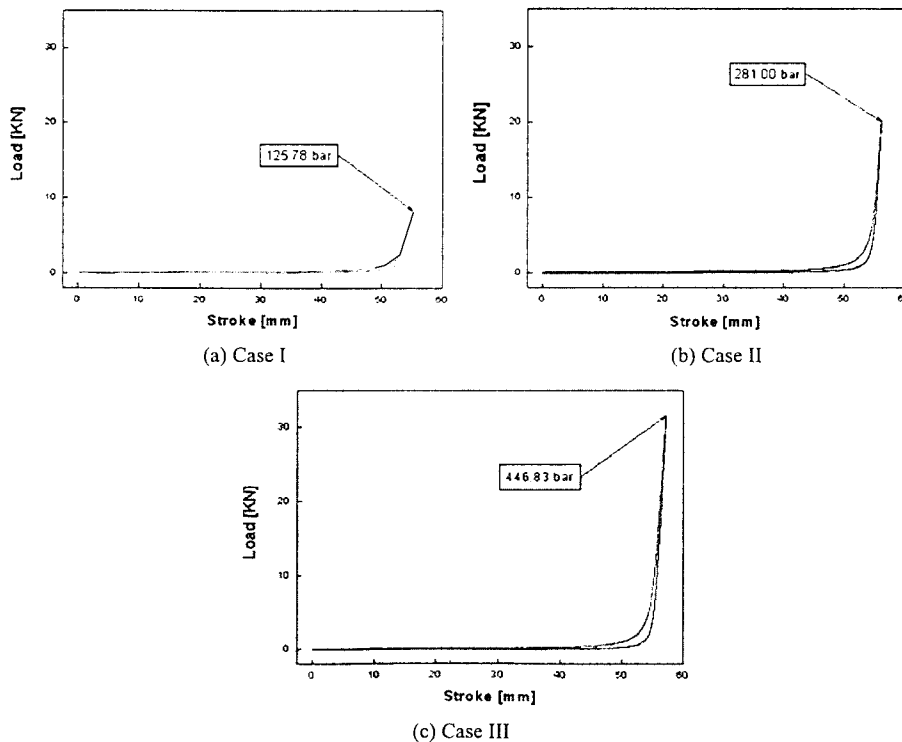 30
20
10
0
Load [KN]
125.78 bar
0 10 20 30 40 50 60
Stroke [mm]
(a) Case I
30
20
10
0
Load [KN]
281.00 bar
0 10 20 30 40 50 60
Stroke [mm]
(b) Case II
30
20
10
0
Load [KN]
446.83 bar
0 10 20 30 40 50 60
Stroke [mm]
(c) Case III